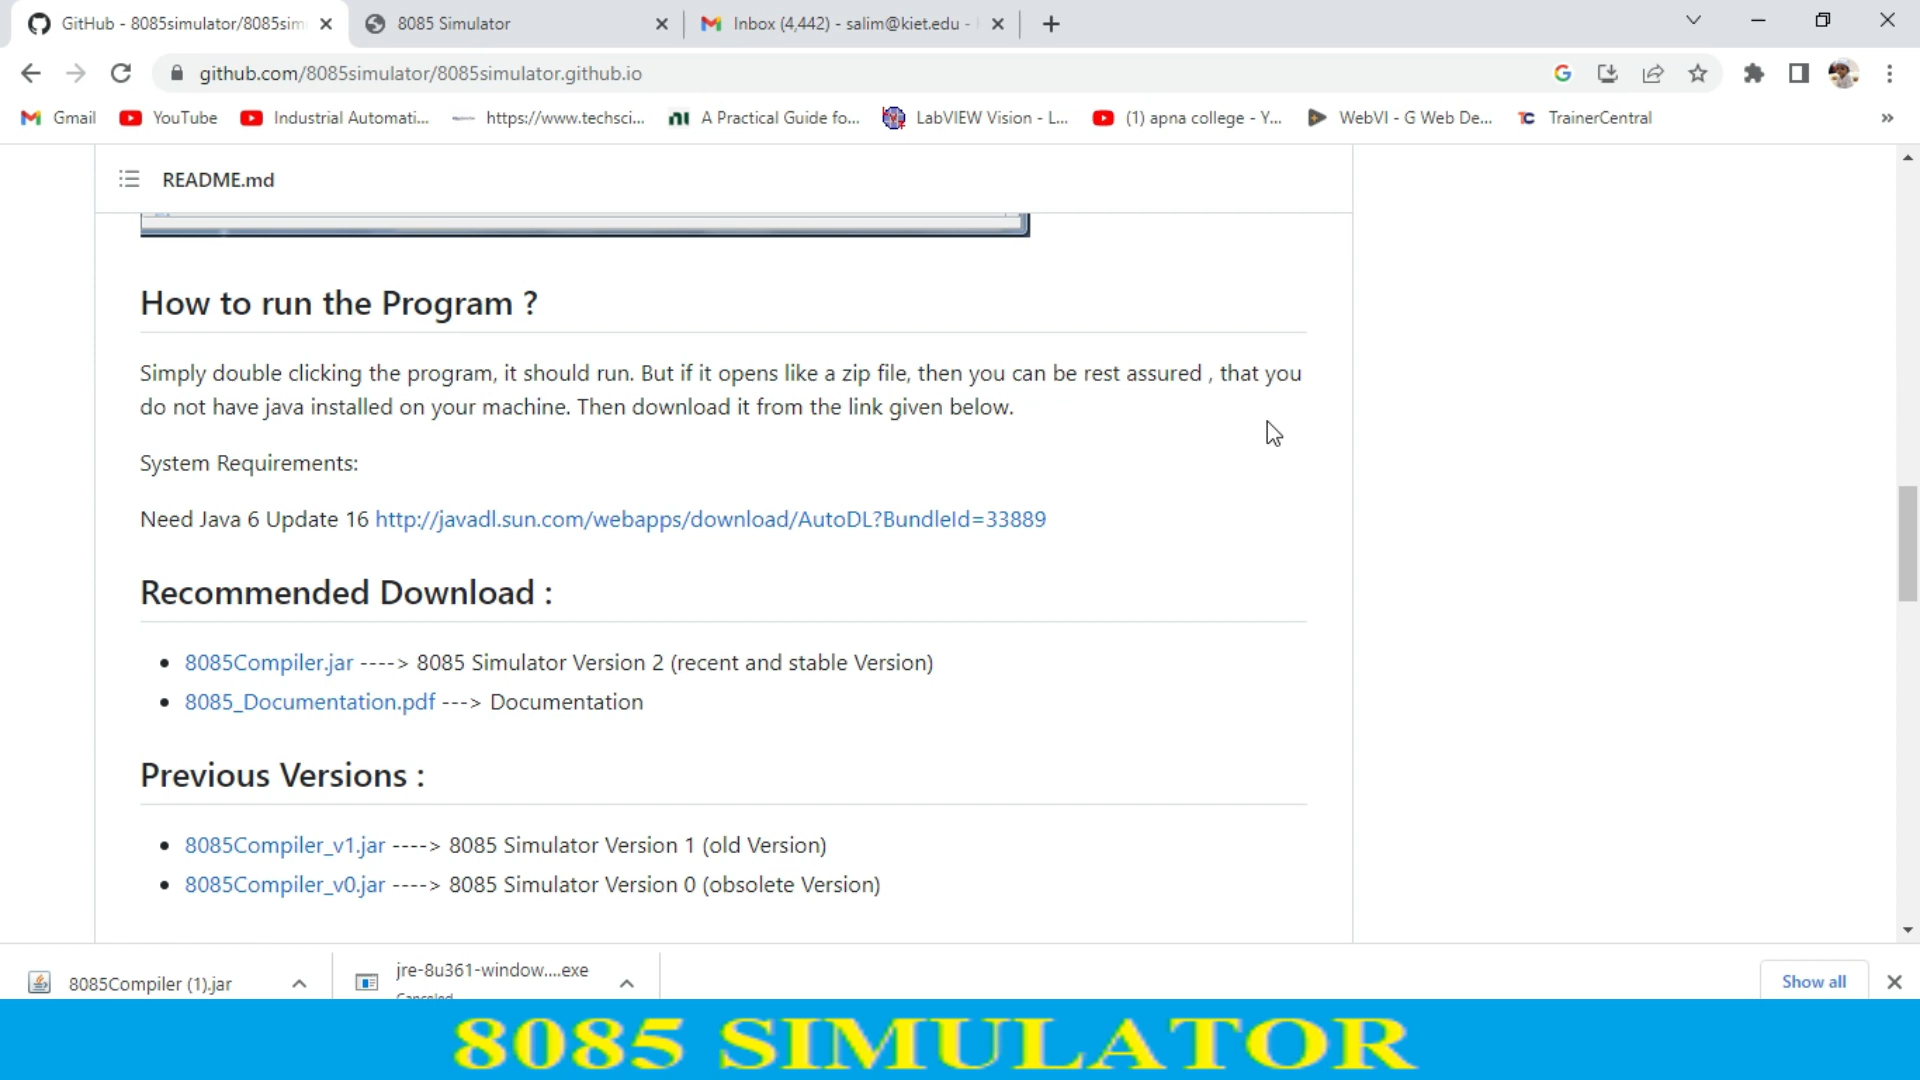 GitHub - 8085simulator/8085sim
8085 Simulator
Inbox (4,442) - salim@kiet.edu -
github.com/8085simulator/8085simulator.github.io
Gmail
YouTube
Industrial Automati...
https://www.techsci...
A Practical Guide fo...
LabVIEW Vision - L...
(1) apna college - Y...
WebVI - G Web De...
TrainerCentral
README.md
How to run the Program ?
Simply double clicking the program, it should run. But if it opens like a zip file, then you can be rest assured , that you
do not have java installed on your machine. Then download it from the link given below.
System Requirements:
Need Java 6 Update 16 http://javadl.sun.com/webapps/download/AutoDL?BundleId=33889
Recommended Download :
8085Compiler.jar ----> 8085 Simulator Version 2 (recent and stable Version)
8085_Documentation.pdf ---> Documentation
Previous Versions :
8085Compiler_v1.jar ----> 8085 Simulator Version 1 (old Version)
8085Compiler_v0.jar ----> 8085 Simulator Version 0 (obsolete Version)
8085Compiler (1).jar
jre-8u361-window....exe
Canceled
Show all
8085 SIMULATOR